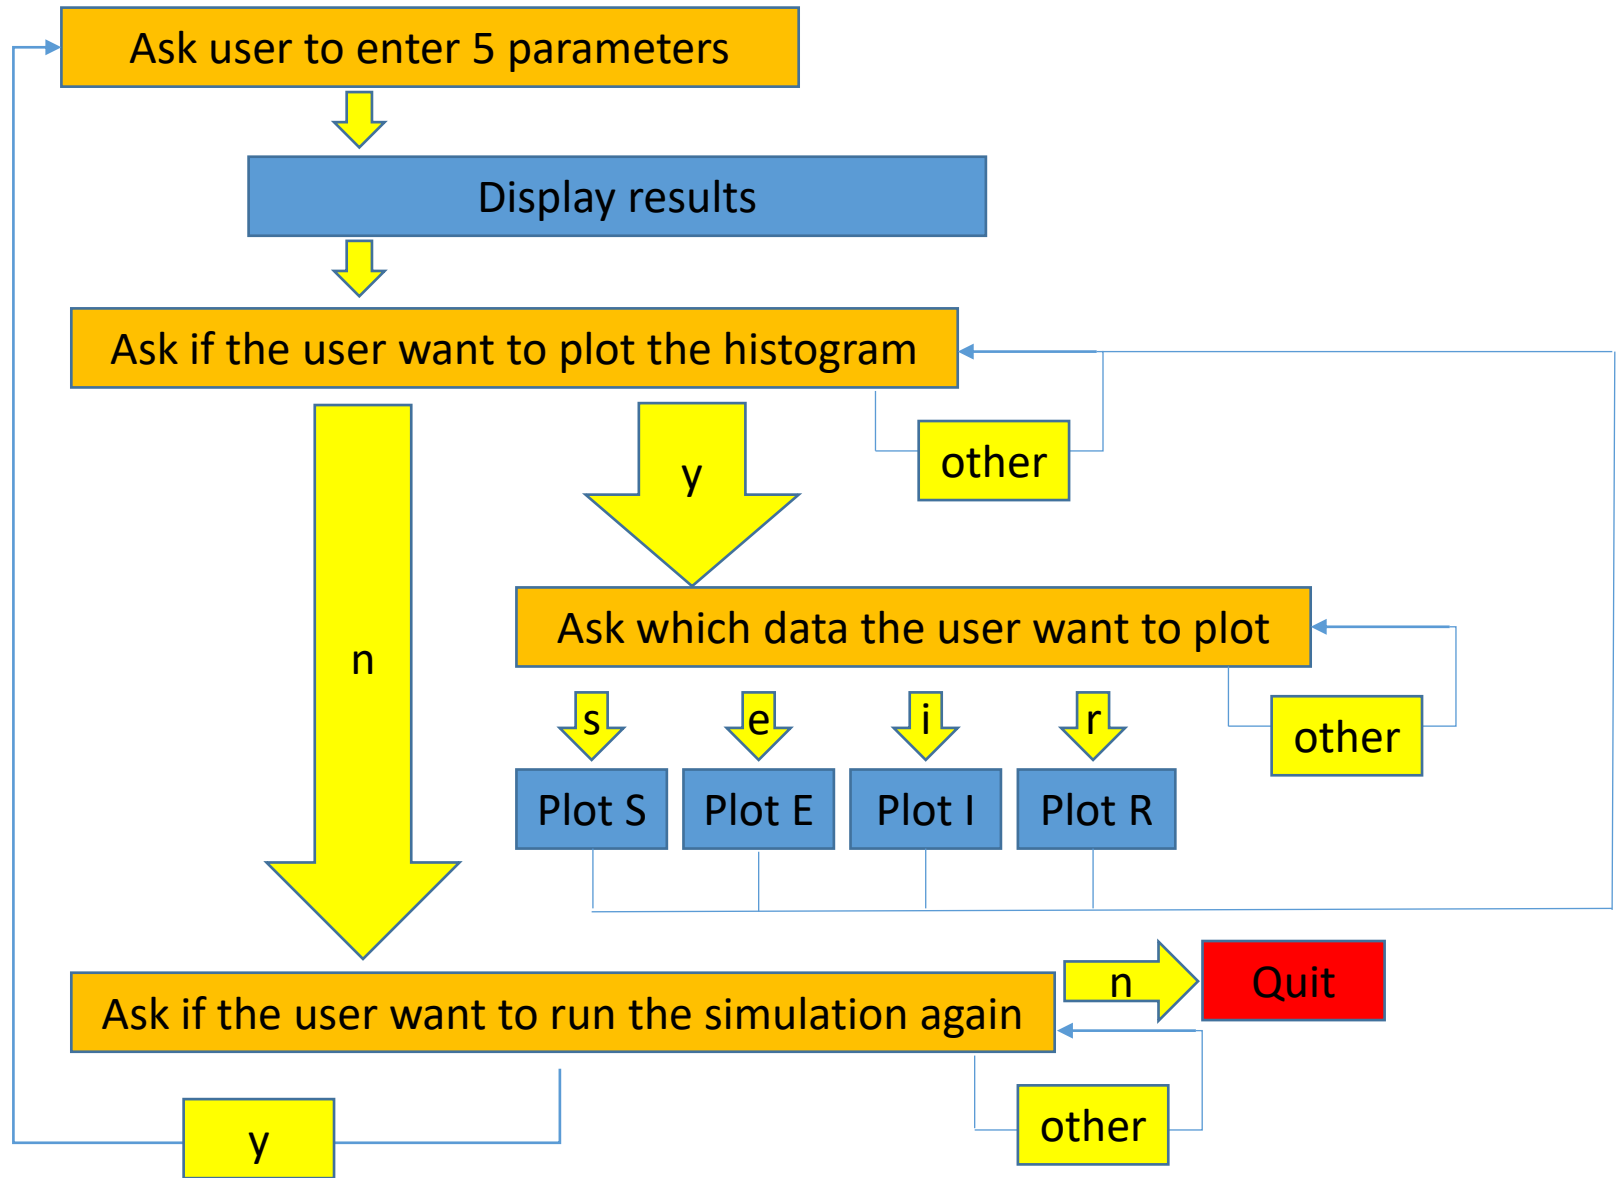 Ask user to enter 5 parameters
Display results
Ask if the user want to plot the histogram
other
y
n
Ask which data the user want to plot
other
s
e
i
r
Plot S
Plot E
Plot I
Plot R
Ask if the user want to run the simulation again
n
Quit
other
y